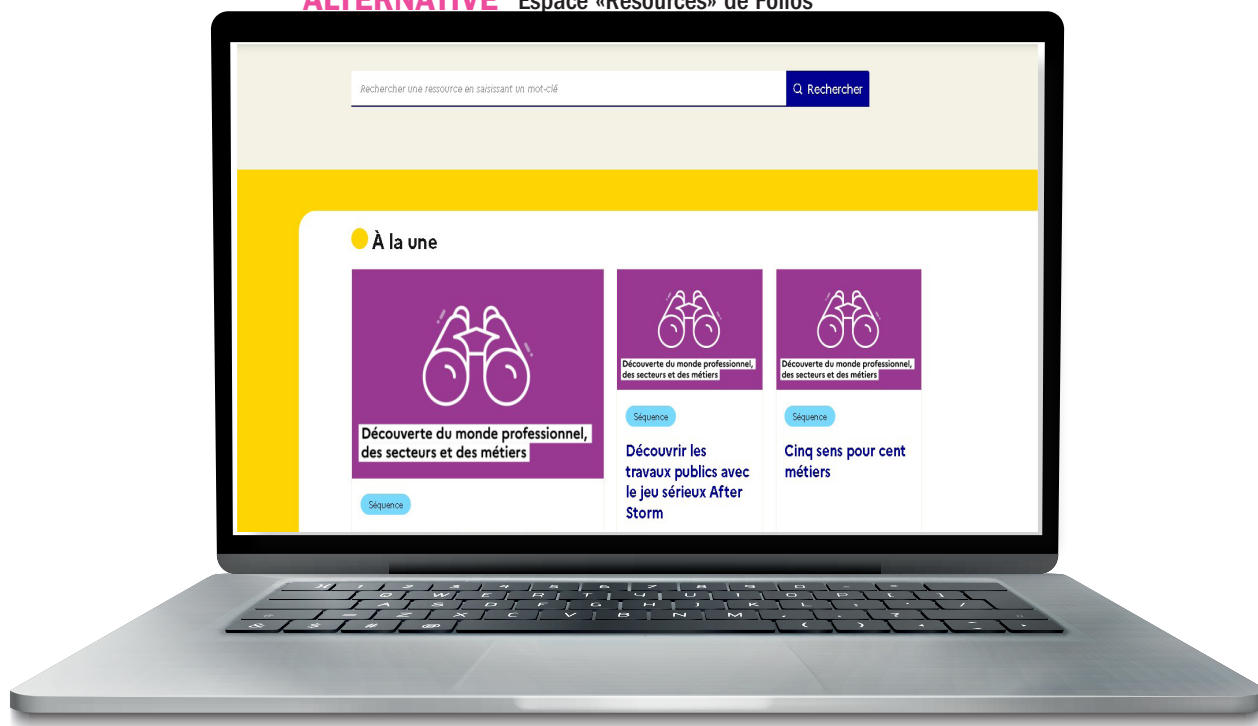 ALTERNATIVE Espace «Resources» de Folios
Rechercher une ressource en saisissant un mot-clé
Rechercher
À la une
Découverte du monde professionnel,
des secteurs et des métiers
Séquence
Découverte du monde professionnel,
des secteurs et des métiers
Séquence
Découvrir les
travaux publics avec
le jeu sérieux After
Storm
Découverte du monde professionnel,
des secteurs et des métiers
Séquence
Cinq sens pour cent
métiers